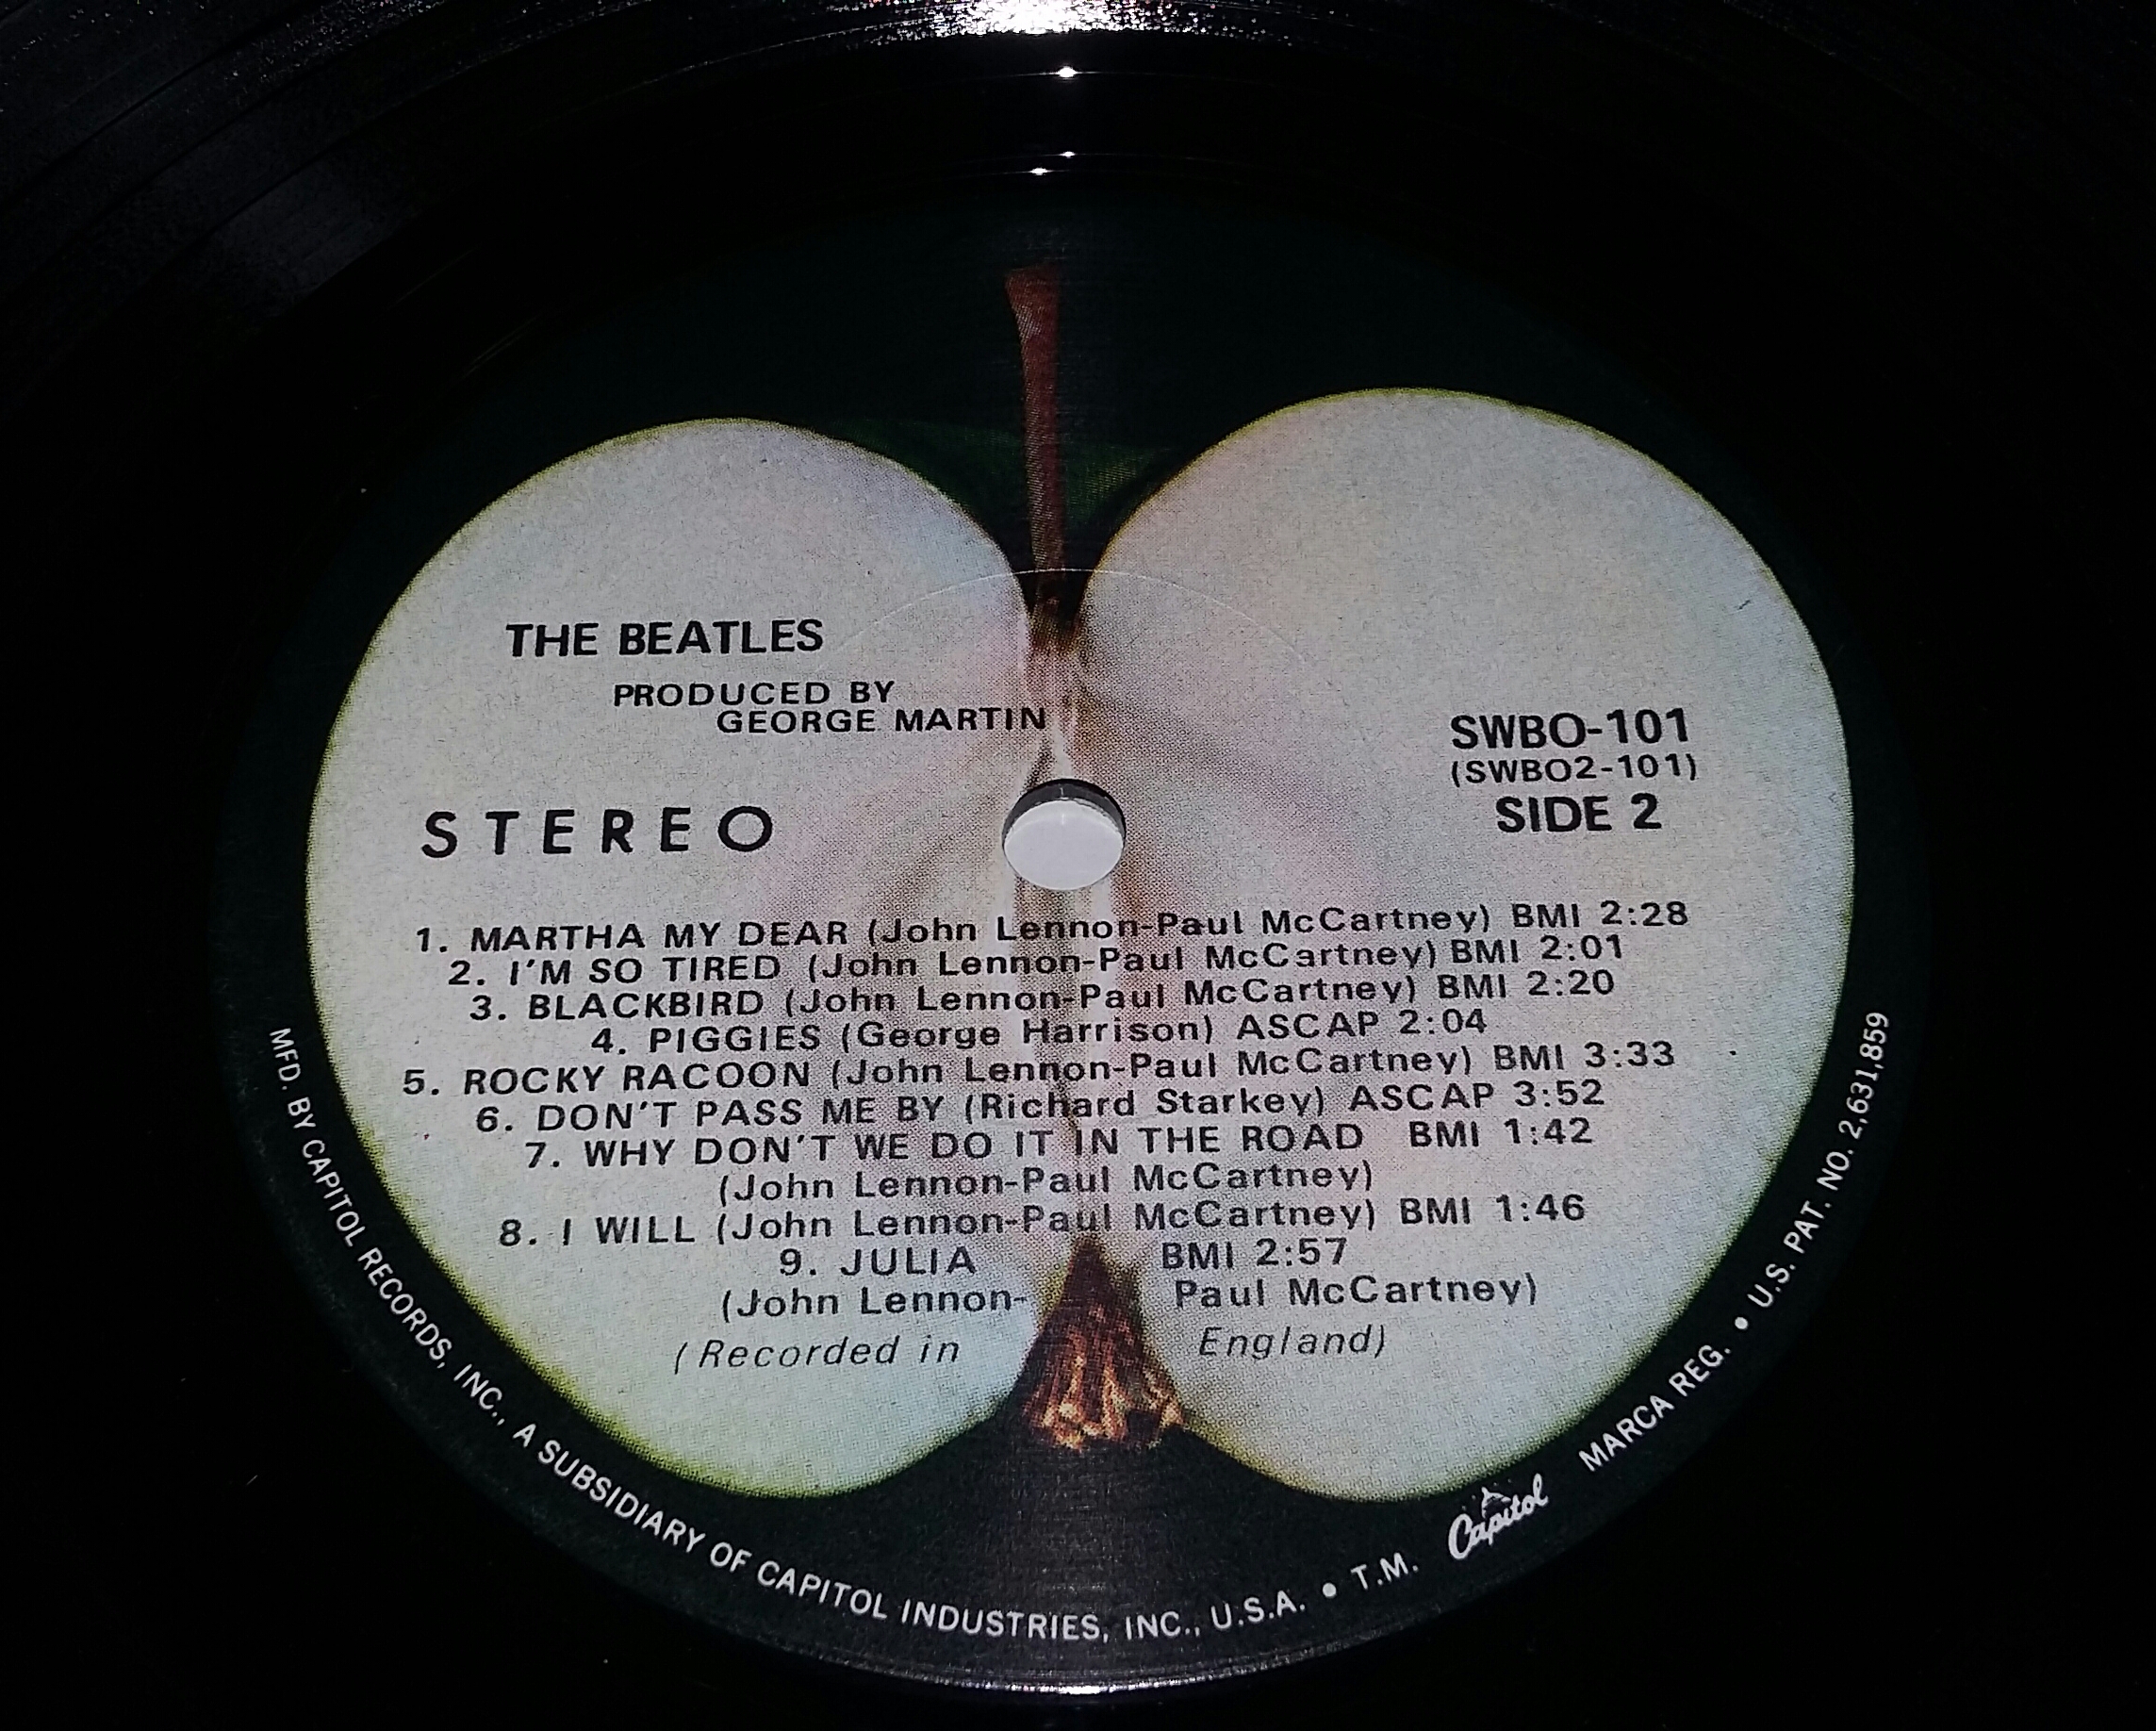 THE BEATLES
PRODUCED BY
GEORGE MARTIN
STEREO
SWBO-101
(SWBO2-101)
SIDE 2
1. MARTHA MY DEAR (John Lennon-Paul McCartney) BMI 2:28
2. I'M SO TIRED (John Lennon-Paul McCartney) BMI 2:01
3. BLACKBIRD (John Lennon-Paul McCartney) BMI 2:20
4. PIGGIES (George Harrison) ASCAP 2:04
5. ROCKY RACOON (John Lennon-Paul McCartney) BMI 3:33
6. DON'T PASS ME BY (Richard Starkey) ASCAP 3:52
7. WHY DON'T WE DO IT IN THE ROAD BMI 1:42
(John Lennon-Paul McCartney)
8. I WILL (John Lennon-Paul McCartney) BMI 1:46
9. JULIA BMI 2:57
(John Lennon-Paul McCartney)
(Recorded in England)
MFD. BY CAPITOL RECORDS, INC., A SUBSIDIARY OF CAPITOL INDUSTRIES, INC., U.S.A. • T.M. Capitol MARCA REG. • U.S. PAT. NO. 2,631,859